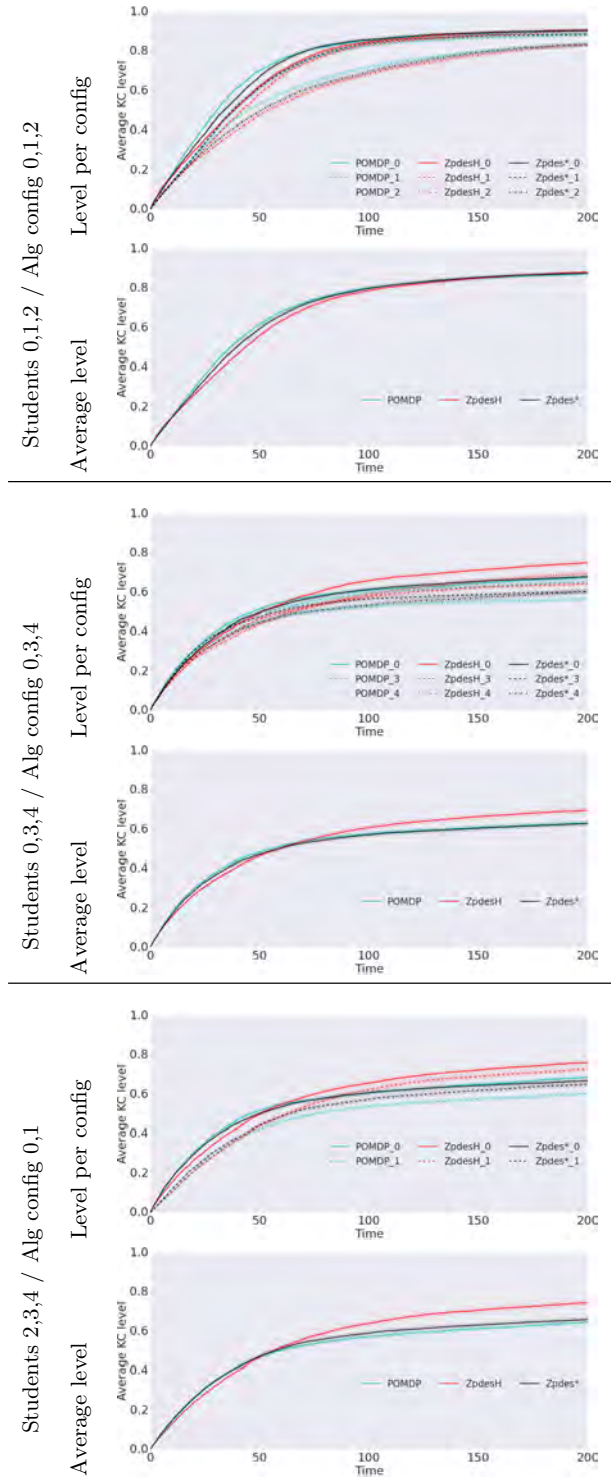 Students 0,1,2 / Alg config 0,1,2
Level per config
Average KC level
1.0
0.8
0.6
0.4
0.2
0.0
POMDP_0 ZpdesH_0 Zpdes*_0
POMDP_1 ZpdesH_1 Zpdes*_1
POMDP_2 ZpdesH_2 Zpdes*_2
0 50 100 150 200
Time
Average level
Average KC level
1.0
0.8
0.6
0.4
0.2
0.0
POMDP ZpdesH Zpdes*
0 50 100 150 200
Time
Students 0,3,4 / Alg config 0,3,4
Level per config
Average KC level
1.0
0.8
0.6
0.4
0.2
0.0
POMDP_0 ZpdesH_0 Zpdes*_0
POMDP_3 ZpdesH_3 Zpdes*_3
POMDP_4 ZpdesH_4 Zpdes*_4
0 50 100 150 200
Time
Average level
Average KC level
1.0
0.8
0.6
0.4
0.2
0.0
POMDP ZpdesH Zpdes*
0 50 100 150 200
Time
Students 2,3,4 / Alg config 0,1
Level per config
Average KC level
1.0
0.8
0.6
0.4
0.2
0.0
POMDP_0 ZpdesH_0 Zpdes*_0
POMDP_1 ZpdesH_1 Zpdes*_1
0 50 100 150 200
Time
Average level
Average KC level
1.0
0.8
0.6
0.4
0.2
0.0
POMDP ZpdesH Zpdes*
0 50 100 150 200
Time